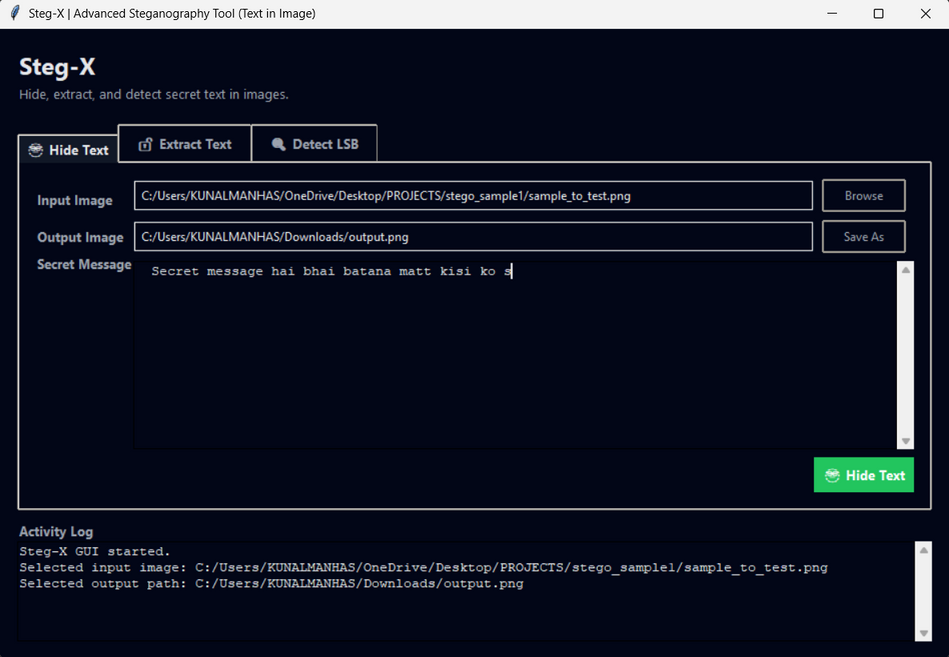 Steg-X | Advanced Steganography Tool (Text in Image)
Steg-X
Hide, extract, and detect secret text in images.
Hide Text
Extract Text
Detect LSB
Input Image
C:/Users/KUNALMANHAS/OneDrive/Desktop/PROJECTS/stego_sample1/sample_to_test.png
Browse
Output Image
C:/Users/KUNALMANHAS/Downloads/output.png
Save As
Secret Message
Secret message hai bhai batana matt kisi ko s
Hide Text
Activity Log
Steg-X GUI started.
Selected input image: C:/Users/KUNALMANHAS/OneDrive/Desktop/PROJECTS/stego_sample1/sample_to_test.png
Selected output path: C:/Users/KUNALMANHAS/Downloads/output.png